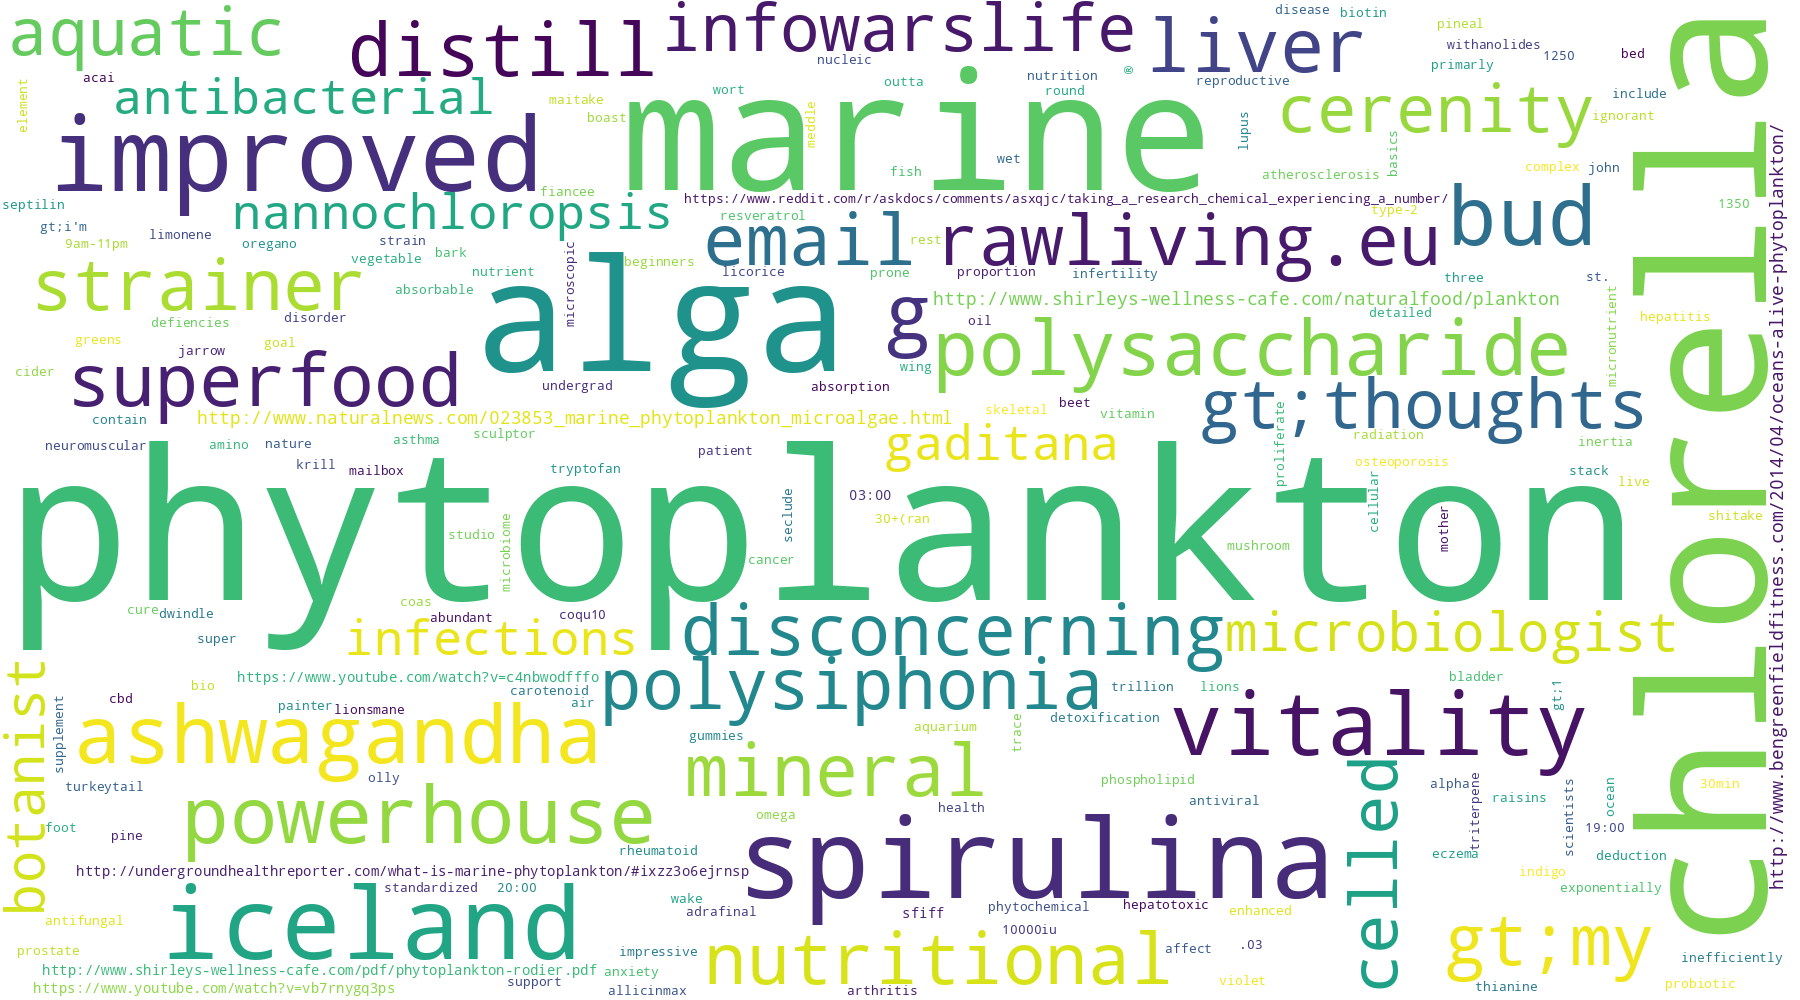 aquatic
distill
infowarslife
liver
disease
biotin
pineal
withanolides
1250
bed
chlorella
acai
nucleic
nutrition
®
reproductive
primarly
element
antibacterial
maitake
boast
wort
outta
round
meddle
marine
cerenity
include
ignorant
improved
lupus
basics
wet
fish
atherosclerosis
complex
john
septilin
fiancee
nannochloropsis
https://www.reddit.com/r/askdocs/comments/asxqjc/taking_a_research_chemical_experiencing_a_number/
resveratrol
type-2
bud
1350
gt;i'm
9am-11pm
limonene
oregano
strain
vegetable
bark
email
rest
rawliving.eu
microscopic
beginners
licorice
prone
proportion
infertility
three
st.
strainer
absorbable
nutrient
alga
g
http://www.shirleys-wellness-cafe.com/naturalfood/plankton
detailed
micronutrient
hepatitis
defiencies
disorder
oil
polysaccharide
greens
jarrow
goal
cider
superfood
undergrad
absorption
wing
gt;thoughts
contain
http://www.naturalnews.com/023853_marine_phytoplankton_microalgae.html
skeletal
beet
vitamin
neuromuscular
amino
nature
asthma
sculptor
patient
gaditana
proliferate
radiation
inertia
krill
mailbox
tryptofan
osteoporosis
stack
live
phytoplankton
seclude
03:00
30+(ran
cellular
mother
shitake
studio
microbiome
cancer
mushroom
http://www.bengreenfieldfitness.com/2014/04/oceans-alive-phytoplankton/
cure
dwindle
coas
abundant
coqu10
super
infections
disconcerning
microbiologist
botanist
https://www.youtube.com/watch?v=c4nbwodfffo
bio
carotenoid
air
polysiphonia
trillion
lions
bladder
gt;1
supplement
cbd
painter
lionsmane
ashwagandha
gummies
aquarium
trace
detoxification
vitality
turkeytail
olly
mineral
phospholipid
celled
alpha
triterpene
raisins
scientists
ocean
30min
foot
pine
powerhouse
omega
health
antiviral
19:00
rheumatoid
spirulina
eczema
deduction
http://undergroundhealthreporter.com/what-is-marine-phytoplankton/#ixzz3o6ejrnsp
indigo
exponentially
standardized
20:00
wake
adrafinal
sfiff
phytochemical
hepatotoxic
enhanced
antifungal
iceland
10000iu
gt;my
prostate
impressive
nutritional
affect
.03
inefficiently
http://www.shirleys-wellness-cafe.com/pdf/phytoplankton-rodier.pdf
anxiety
support
https://www.youtube.com/watch?v=vb7rnygq3ps
allicinmax
arthritis
violet
thianine
probiotic